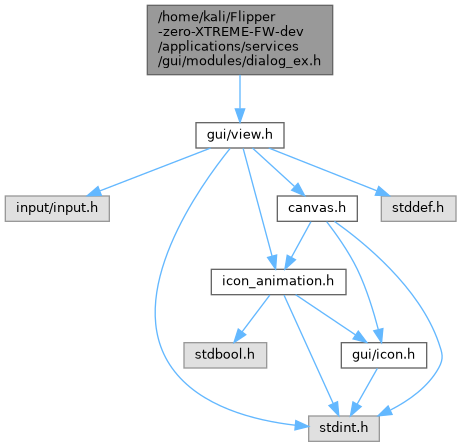 /home/kali/Flipper
-zero-XTREME-FW-dev
/applications/services
/gui/modules/dialog_ex.h
gui/view.h
input/input.h
canvas.h
stddef.h
icon_animation.h
stdbool.h
gui/icon.h
stdint.h